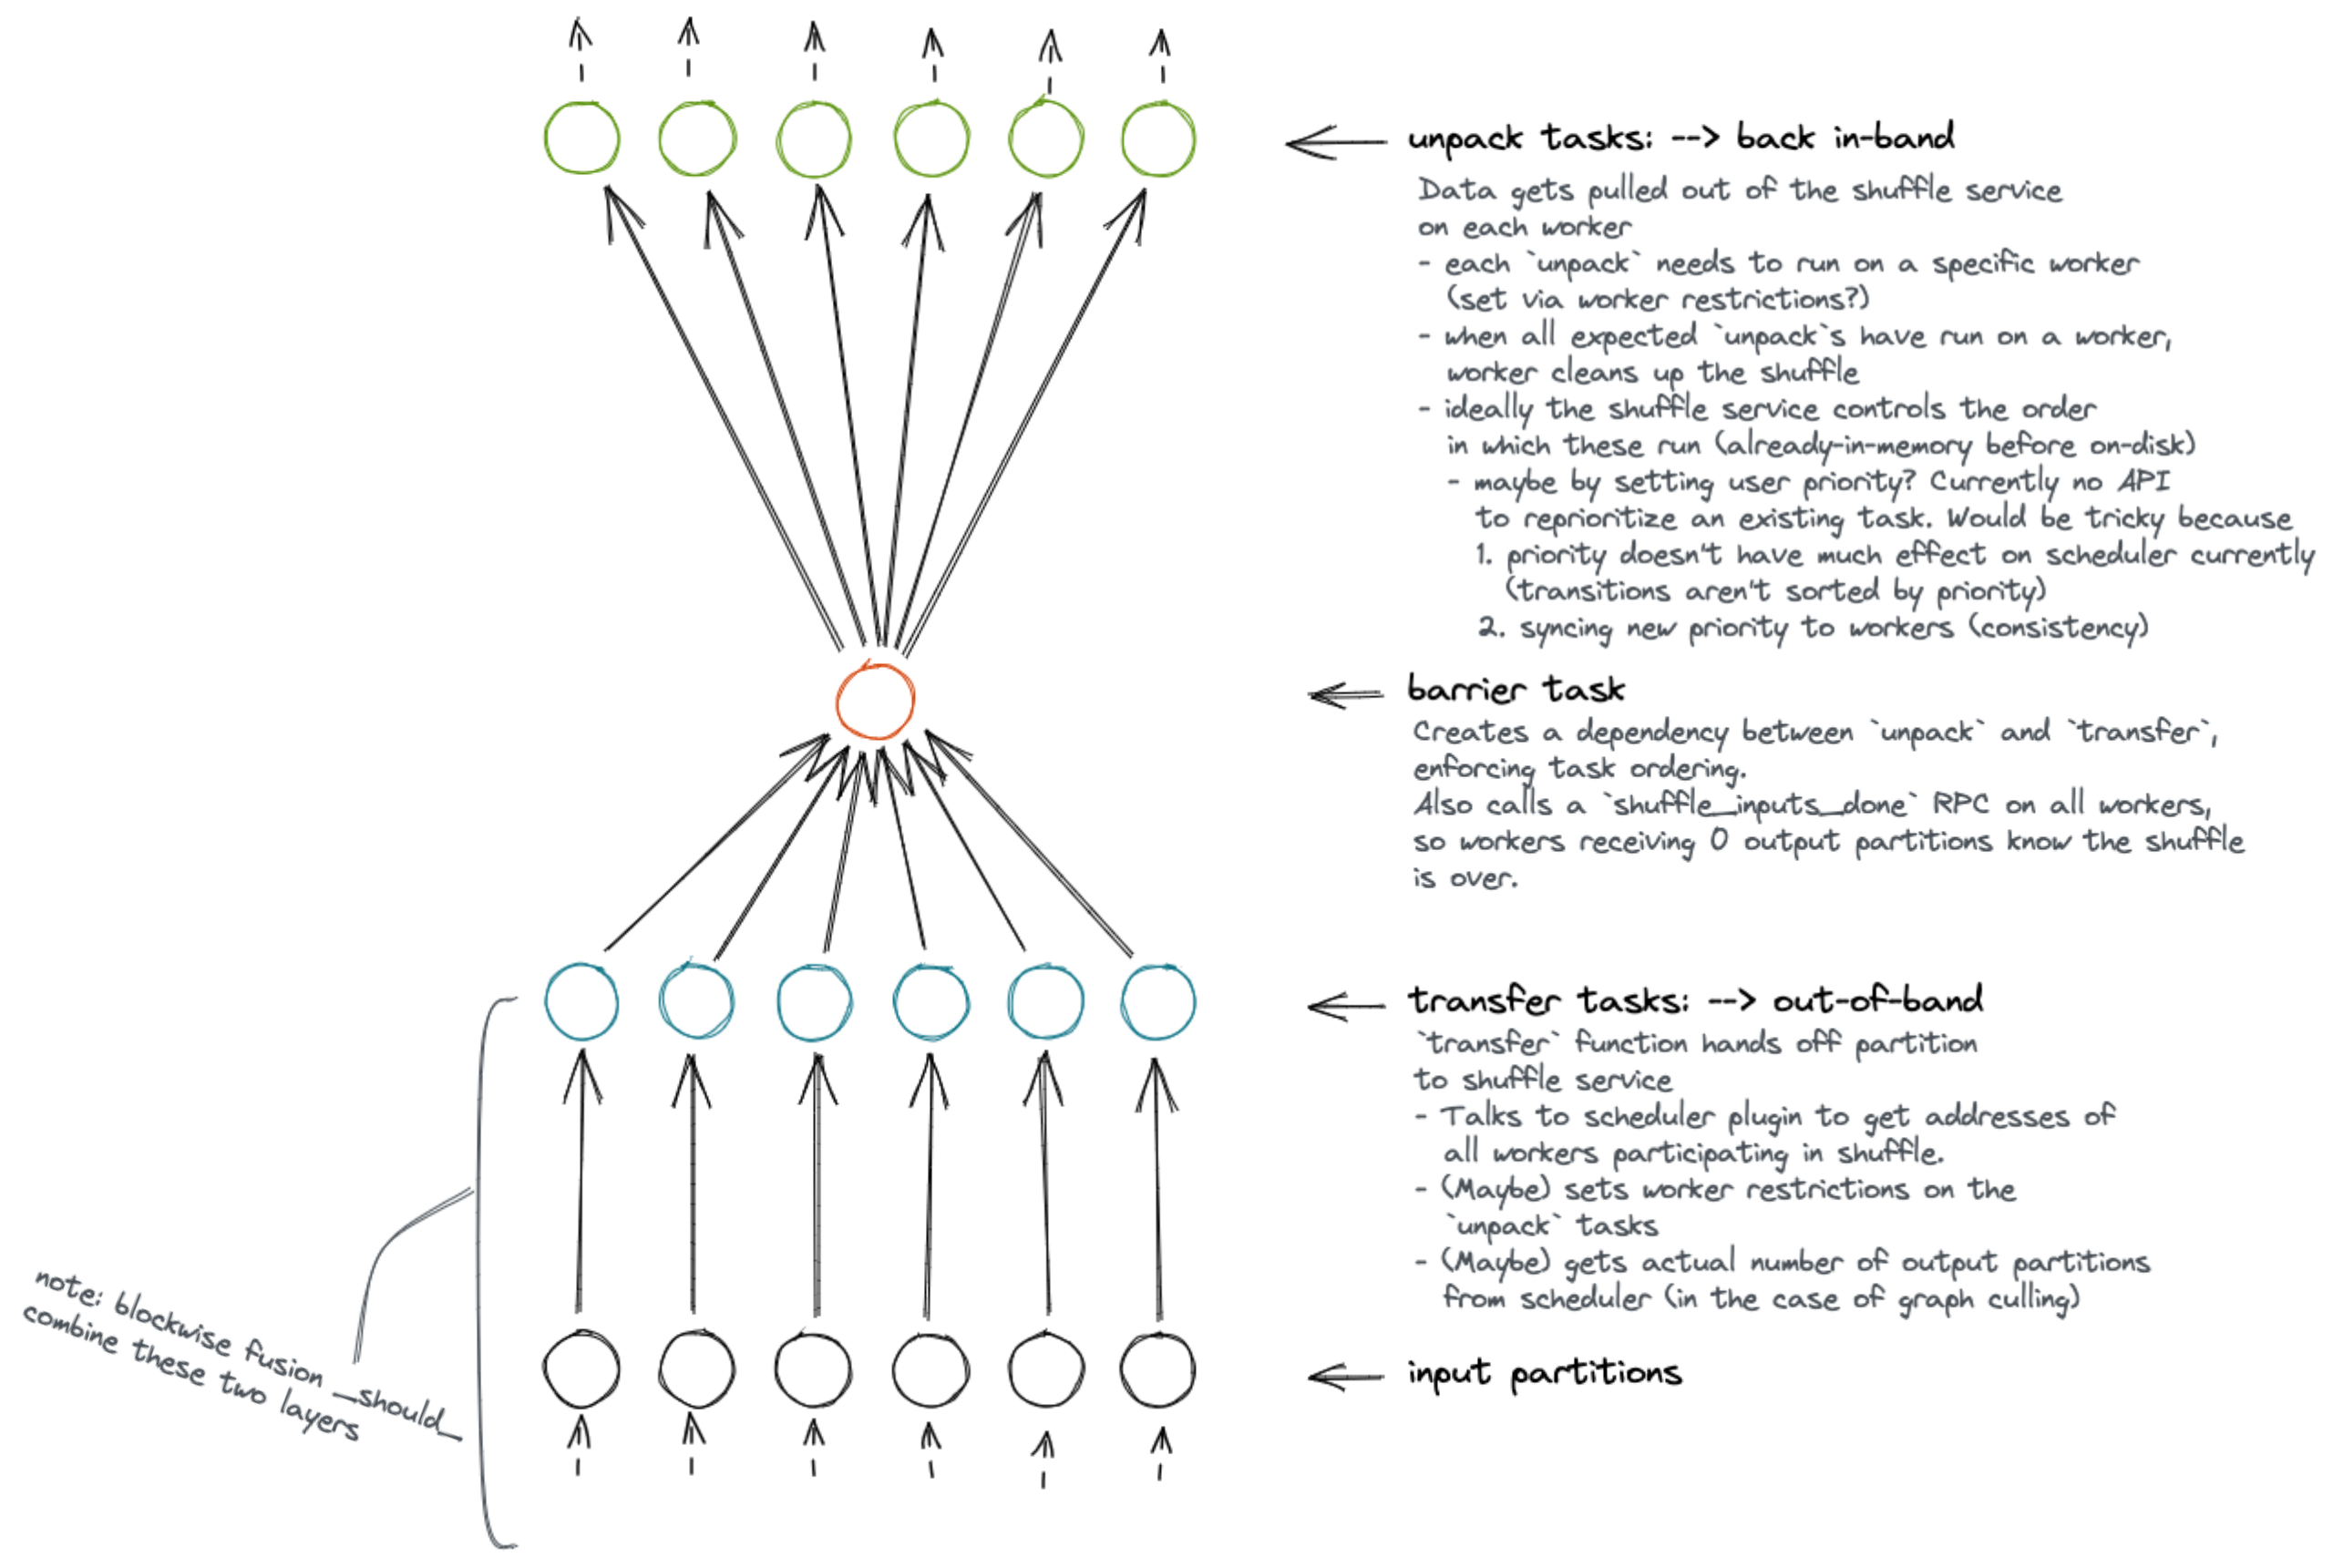 unpack tasks: --> back in-band
Data gets pulled out of the shuffle service
on each worker
- each `unpack` needs to run on a specific worker
(set via worker restrictions?)
- when all expected `unpack`s have run on a worker,
worker cleans up the shuffle
- ideally the shuffle service controls the order
in which these run (already-in-memory before on-disk)
- maybe by setting user priority? Currently no API
to reprioritize an existing task. Would be tricky because
1. priority doesn't have much effect on scheduler currently
(transitions aren't sorted by priority)
2. syncing new priority to workers (consistency)
barrier task
Creates a dependency between `unpack` and `transfer`,
enforcing task ordering.
Also calls a `shuffle_inputs_done` RPC on all workers,
so workers receiving 0 output partitions know the shuffle
is over.
transfer tasks: --> out-of-band
`transfer` function hands off partition
to shuffle service
- Talks to scheduler plugin to get addresses of
all workers participating in shuffle.
- (Maybe) sets worker restrictions on the
`unpack` tasks
- (Maybe) gets actual number of output partitions
from scheduler (in the case of graph culling)
input partitions
note: blockwise fusion _should_
combine these two layers